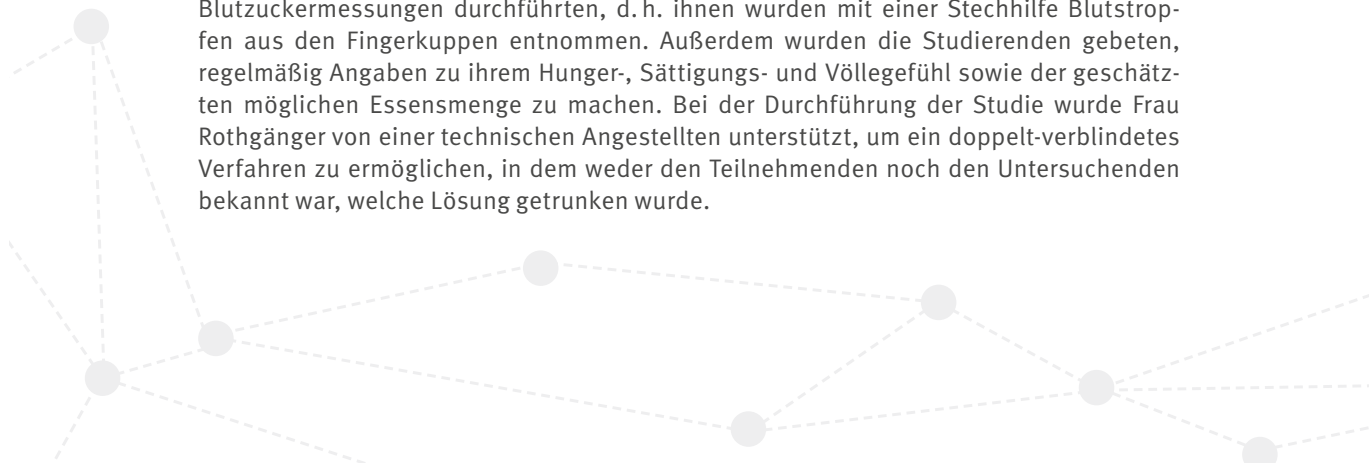 Blutzuckermessungen durchführten, d. h. ihnen wurden mit einer Stechhilfe Blutstrop-
fen aus den Fingerkuppen entnommen. Außerdem wurden die Studierenden gebeten,
regelmäßig Angaben zu ihrem Hunger-, Sättigungs- und Völlegefühl sowie der geschätz-
ten möglichen Essensmenge zu machen. Bei der Durchführung der Studie wurde Frau
Rothgänger von einer technischen Angestellten unterstützt, um ein doppelt-verblindetes
Verfahren zu ermöglichen, in dem weder den Teilnehmenden noch den Untersuchenden
bekannt war, welche Lösung getrunken wurde.